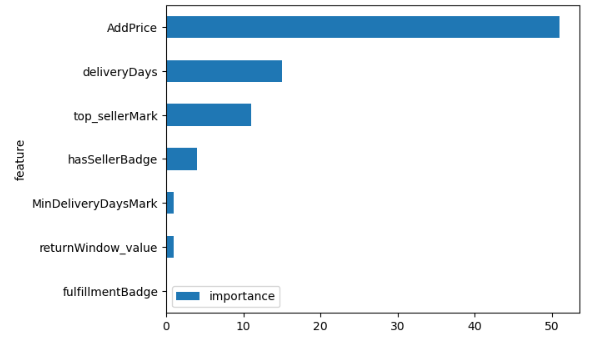 AddPrice
deliveryDays
top_sellerMark
hasSellerBadge
MinDeliveryDaysMark
returnWindow_value
fulfillmentBadge
feature
importance
0 10 20 30 40 50